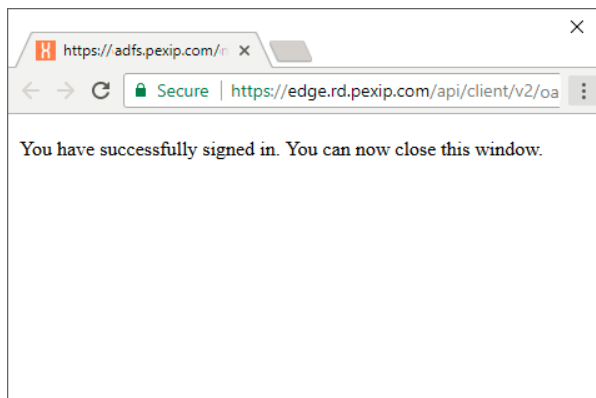 https://adfs.pexip.com/
Secure | https://edge.rd.pexip.com/api/client/v2/oa
You have successfully signed in. You can now close this window.